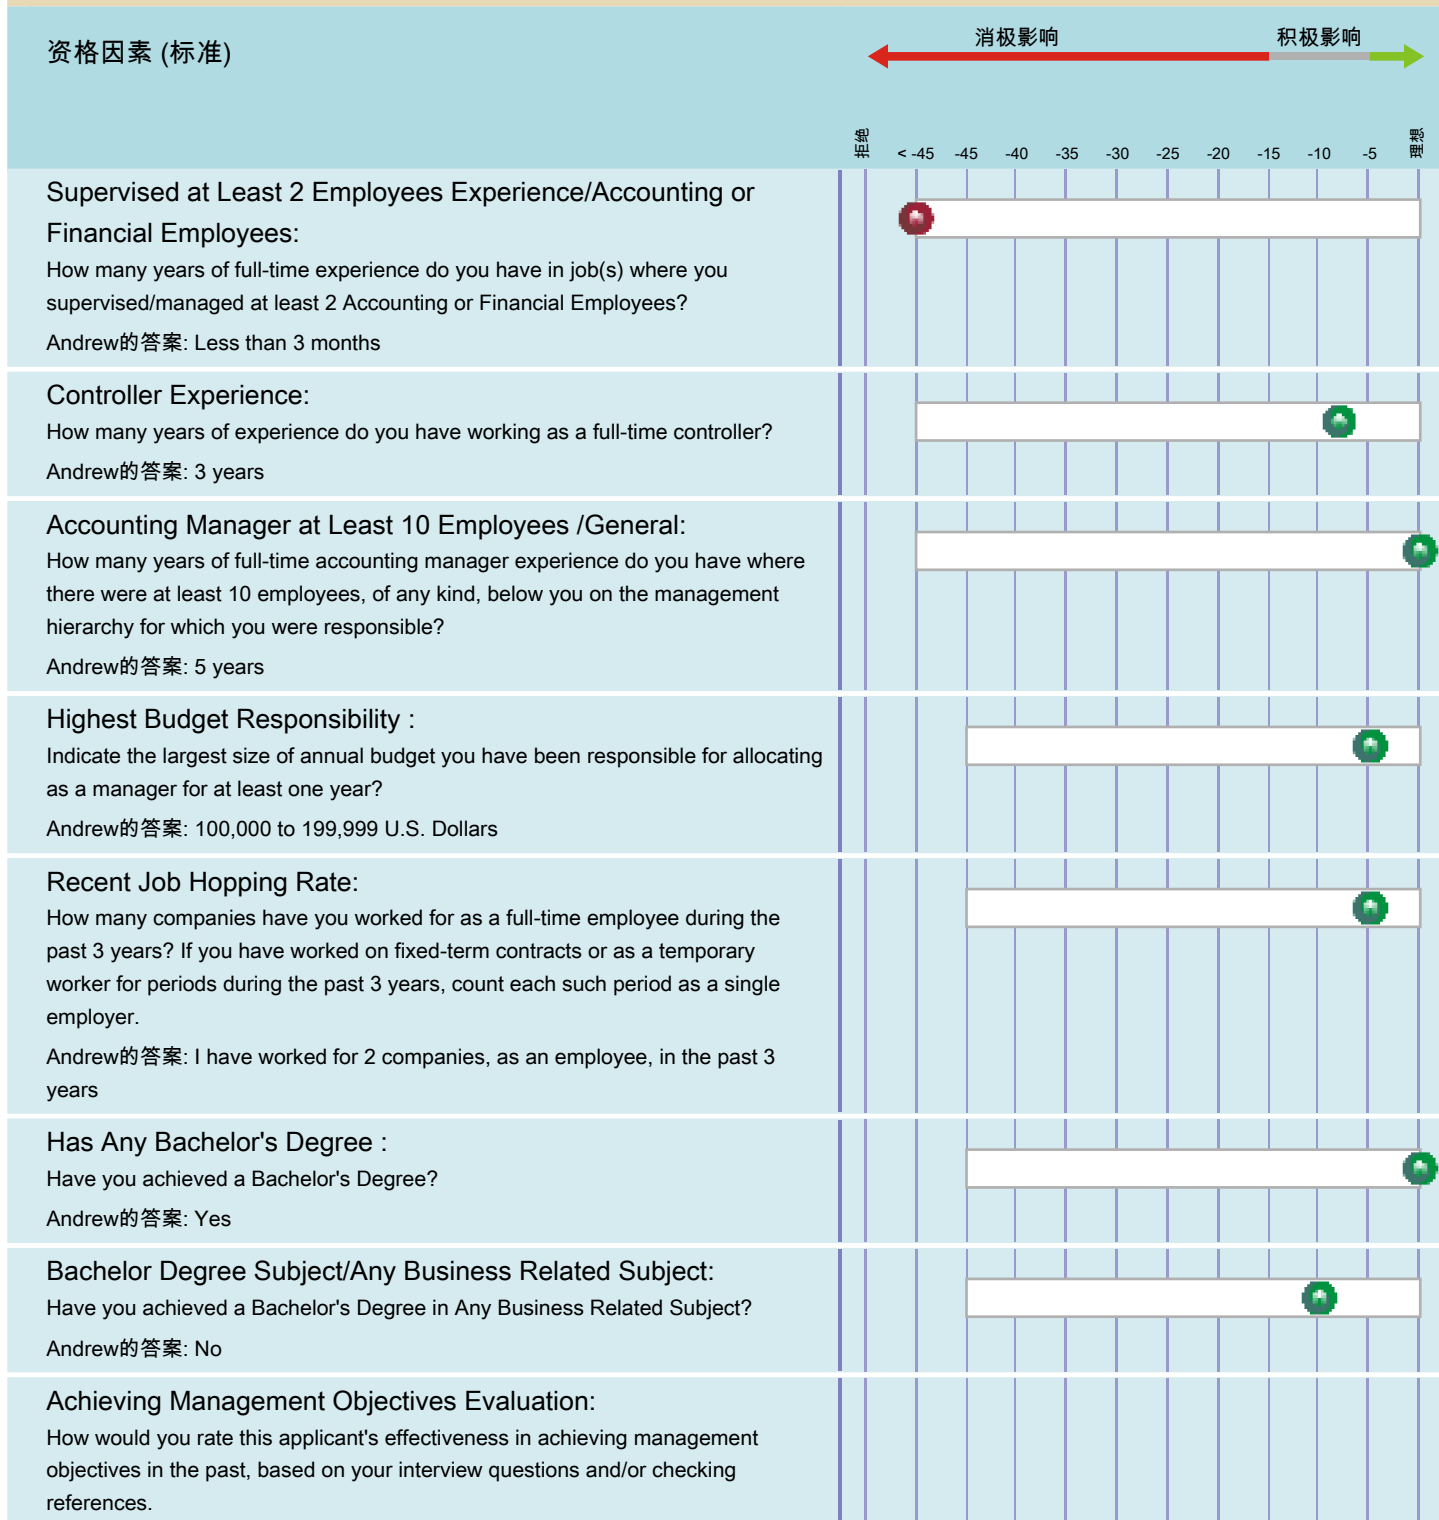 资格因素 (标准)
消极影响
积极影响
拒绝
< -45
-45
-40
-35
-30
-25
-20
-15
-10
-5
理想
Supervised at Least 2 Employees Experience/Accounting or
Financial Employees:
How many years of full-time experience do you have in job(s) where you
supervised/managed at least 2 Accounting or Financial Employees?
Andrew的答案: Less than 3 months
Controller Experience:
How many years of experience do you have working as a full-time controller?
Andrew的答案: 3 years
Accounting Manager at Least 10 Employees /General:
How many years of full-time accounting manager experience do you have where
there were at least 10 employees, of any kind, below you on the management
hierarchy for which you were responsible?
Andrew的答案: 5 years
Highest Budget Responsibility :
Indicate the largest size of annual budget you have been responsible for allocating
as a manager for at least one year?
Andrew的答案: 100,000 to 199,999 U.S. Dollars
Recent Job Hopping Rate:
How many companies have you worked for as a full-time employee during the
past 3 years? If you have worked on fixed-term contracts or as a temporary
worker for periods during the past 3 years, count each such period as a single
employer.
Andrew的答案: I have worked for 2 companies, as an employee, in the past 3
years
Has Any Bachelor's Degree :
Have you achieved a Bachelor's Degree?
Andrew的答案: Yes
Bachelor Degree Subject/Any Business Related Subject:
Have you achieved a Bachelor's Degree in Any Business Related Subject?
Andrew的答案: No
Achieving Management Objectives Evaluation:
How would you rate this applicant's effectiveness in achieving management
objectives in the past, based on your interview questions and/or checking
references.